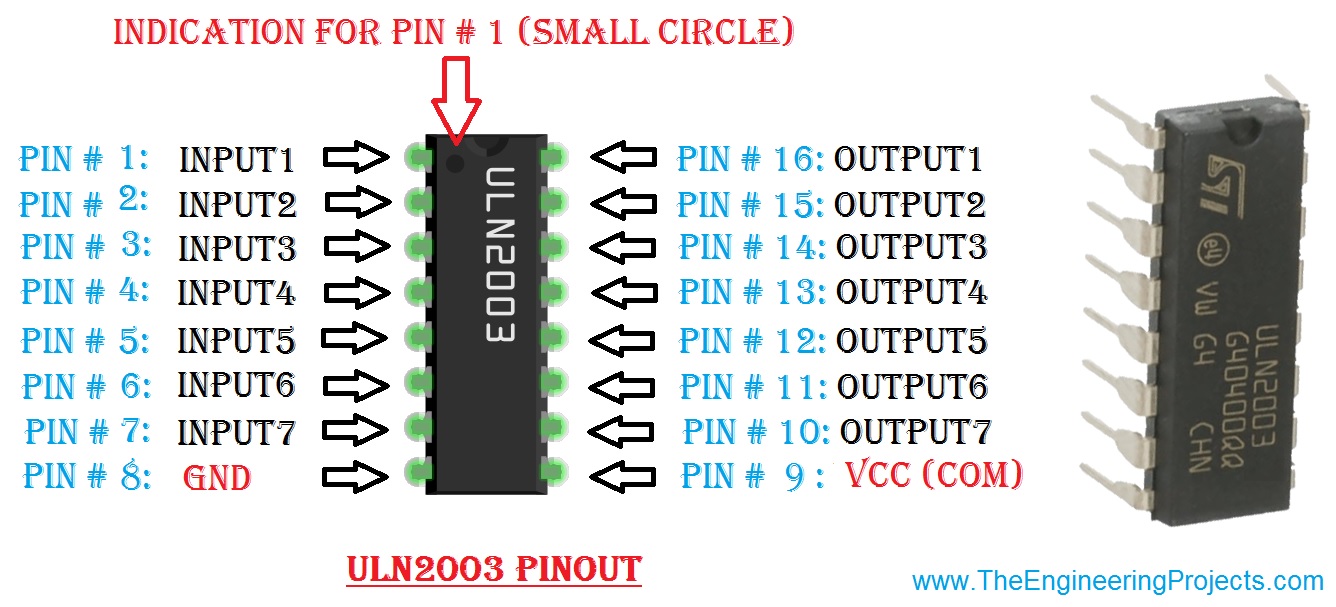 INDICATION FOR PIN # 1 (SMALL CIRCLE)
PIN # 1: INPUT1
PIN # 2: INPUT2
PIN # 3: INPUT3
PIN # 4: INPUT4
PIN # 5: INPUT5
PIN # 6: INPUT6
PIN # 7: INPUT7
PIN # 8: GND
ULN2003
PIN # 16: OUTPUT1
PIN # 15: OUTPUT2
PIN # 14: OUTPUT3
PIN # 13: OUTPUT4
PIN # 12: OUTPUT5
PIN # 11: OUTPUT6
PIN # 10: OUTPUT7
PIN # 9 : VCC (COM)
ST
e4 VW G4
ULN2003
G4040QQ
CHN
ULN2003 PINOUT
www.TheEngineeringProjects.com